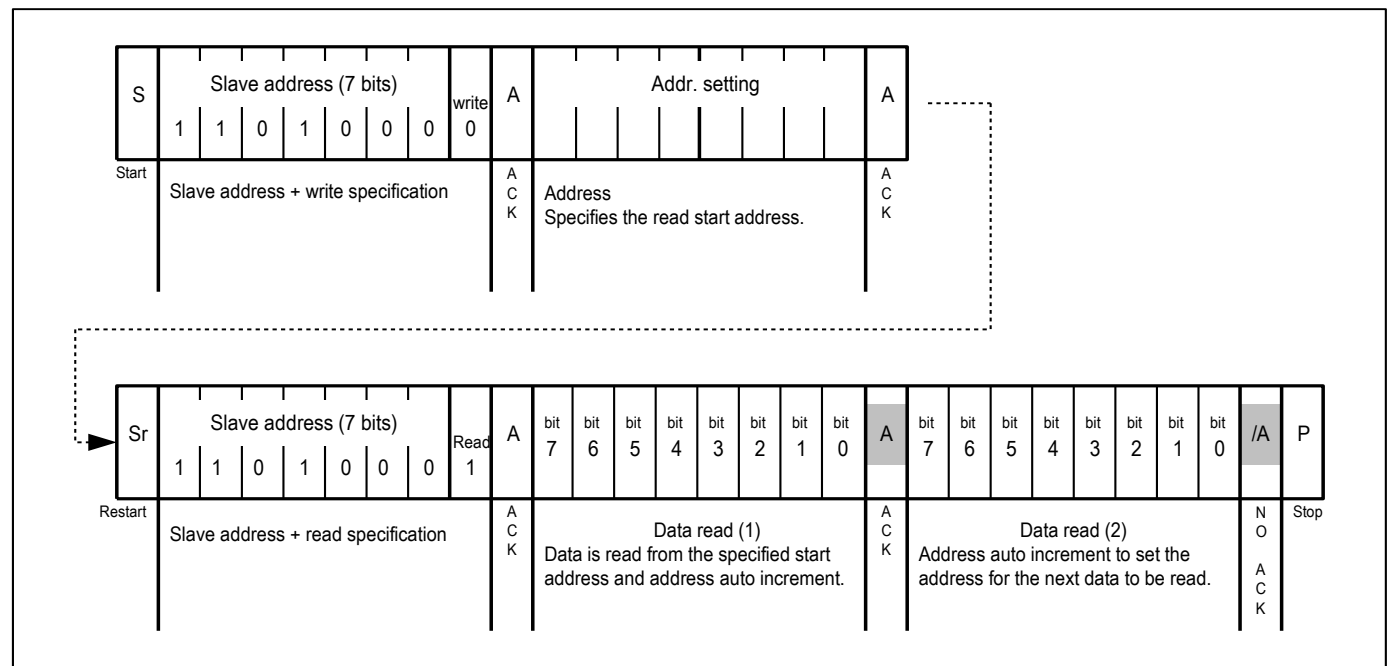 S
Slave address (7 bits)
write
A
Addr. setting
A
1 1 0 1 0 0 0 0
Start
Slave address + write specification
A
C
K
Address
Specifies the read start address.
A
C
K
Sr
Slave address (7 bits)
Read
A
bit bit bit bit bit bit bit bit
7 6 5 4 3 2 1 0
A
bit bit bit bit bit bit bit bit
7 6 5 4 3 2 1 0
/A
P
1 1 0 1 0 0 0 1
Restart
Slave address + read specification
A
C
K
Data read (1)
Data is read from the specified start
address and address auto increment.
A
C
K
Data read (2)
Address auto increment to set the
address for the next data to be read.
N
O
A
C
K
Stop